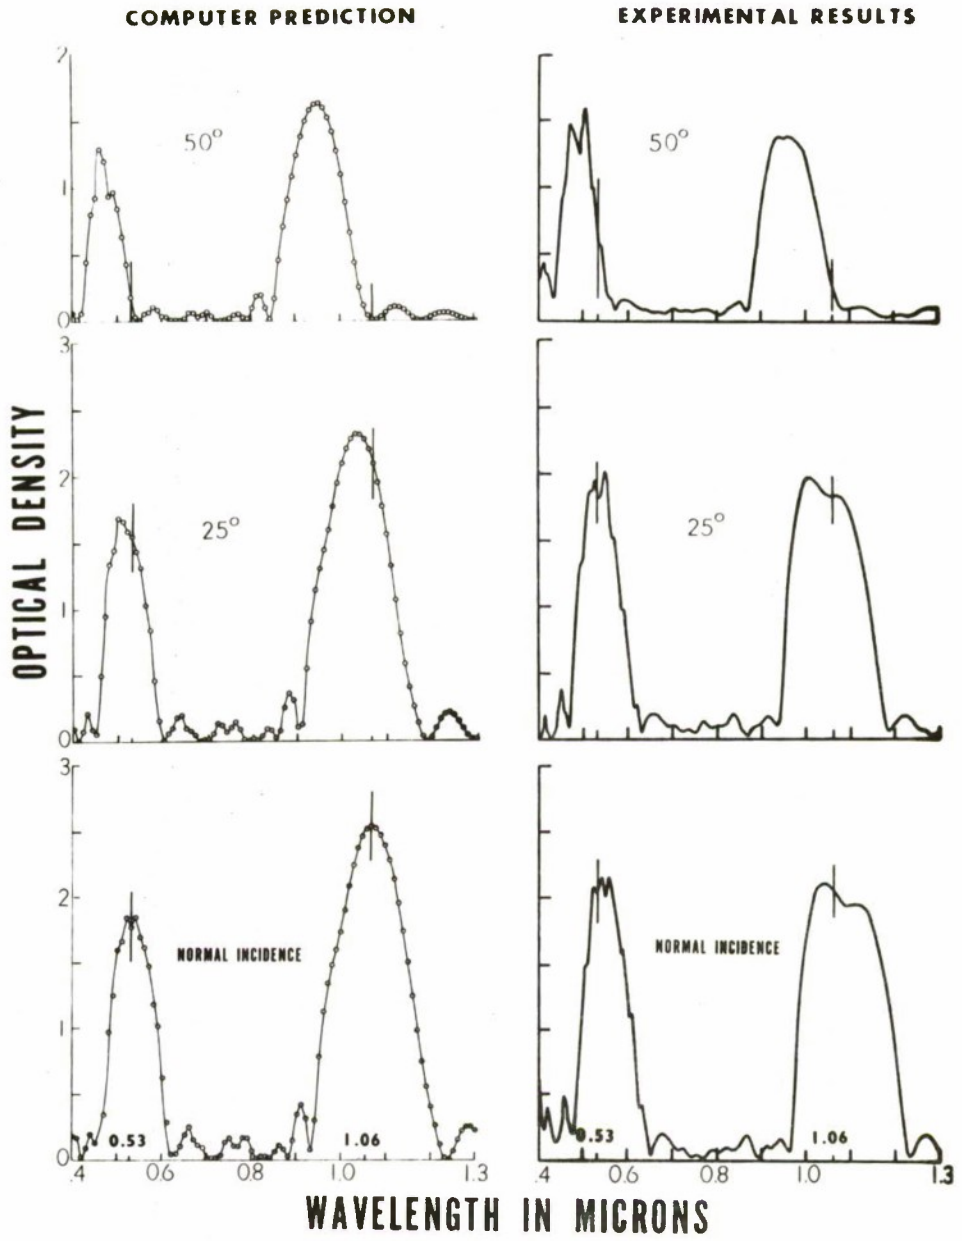 COMPUTER PREDICTION
EXPERIMENTAL RESULTS
2
1
0
50°
50°
3
2
1
0
25°
25°
OPTICAL DENSITY
3
2
1
0
NORMAL INCIDENCE
0.53
1.06
NORMAL INCIDENCE
0.53
1.06
.4 0.6 0.8 1.0 1.3
.4 0.6 0.8 1.0 1.3
WAVELENGTH IN MICRONS